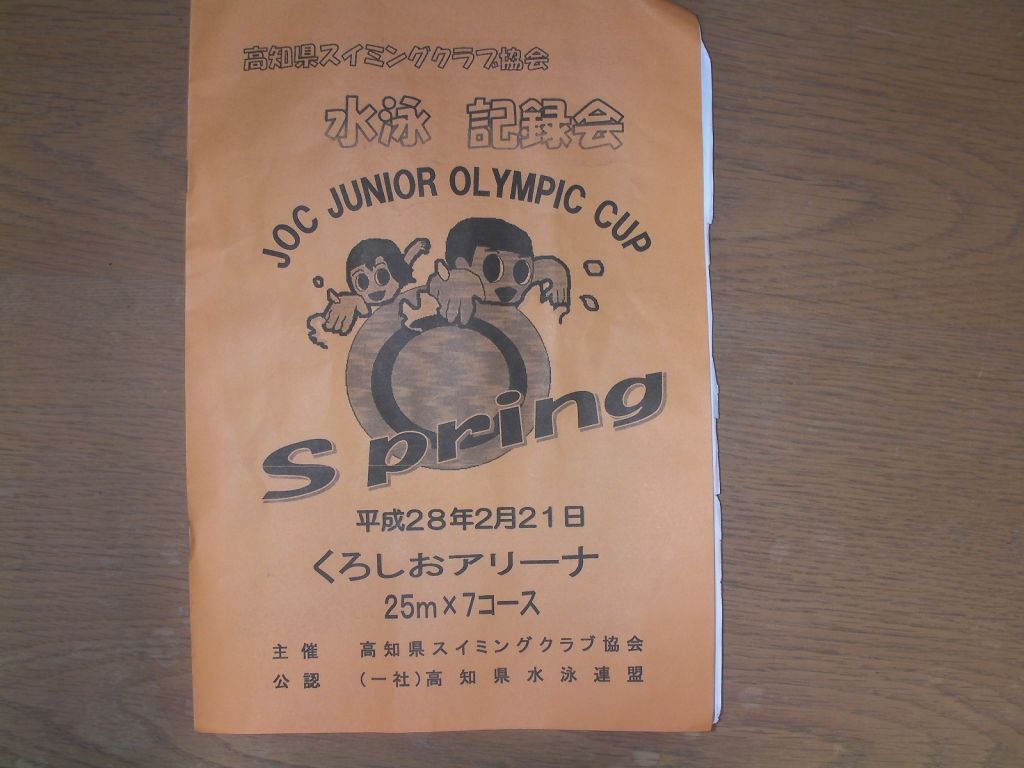 高知県スイミングクラブ協会
水泳 記録会
JOC JUNIOR OLYMPIC CUP
Spring
平成28年2月21日
くろしおアリーナ
25m×7コース
主催 高知県スイミングクラブ協会
公認 (一社)高知県水泳連盟